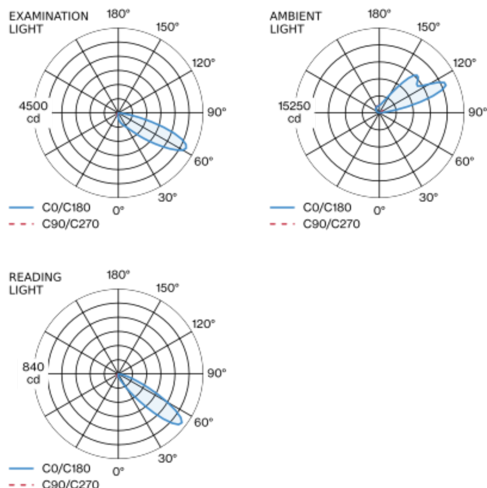 EXAMINATION
LIGHT
180°
150°
120°
4500
cd
90°
60°
30°
0°
C0/C180
C90/C270
AMBIENT
LIGHT
180°
150°
120°
15250
cd
90°
60°
30°
0°
C0/C180
C90/C270
READING
LIGHT
180°
150°
120°
840
cd
90°
60°
30°
0°
C0/C180
C90/C270